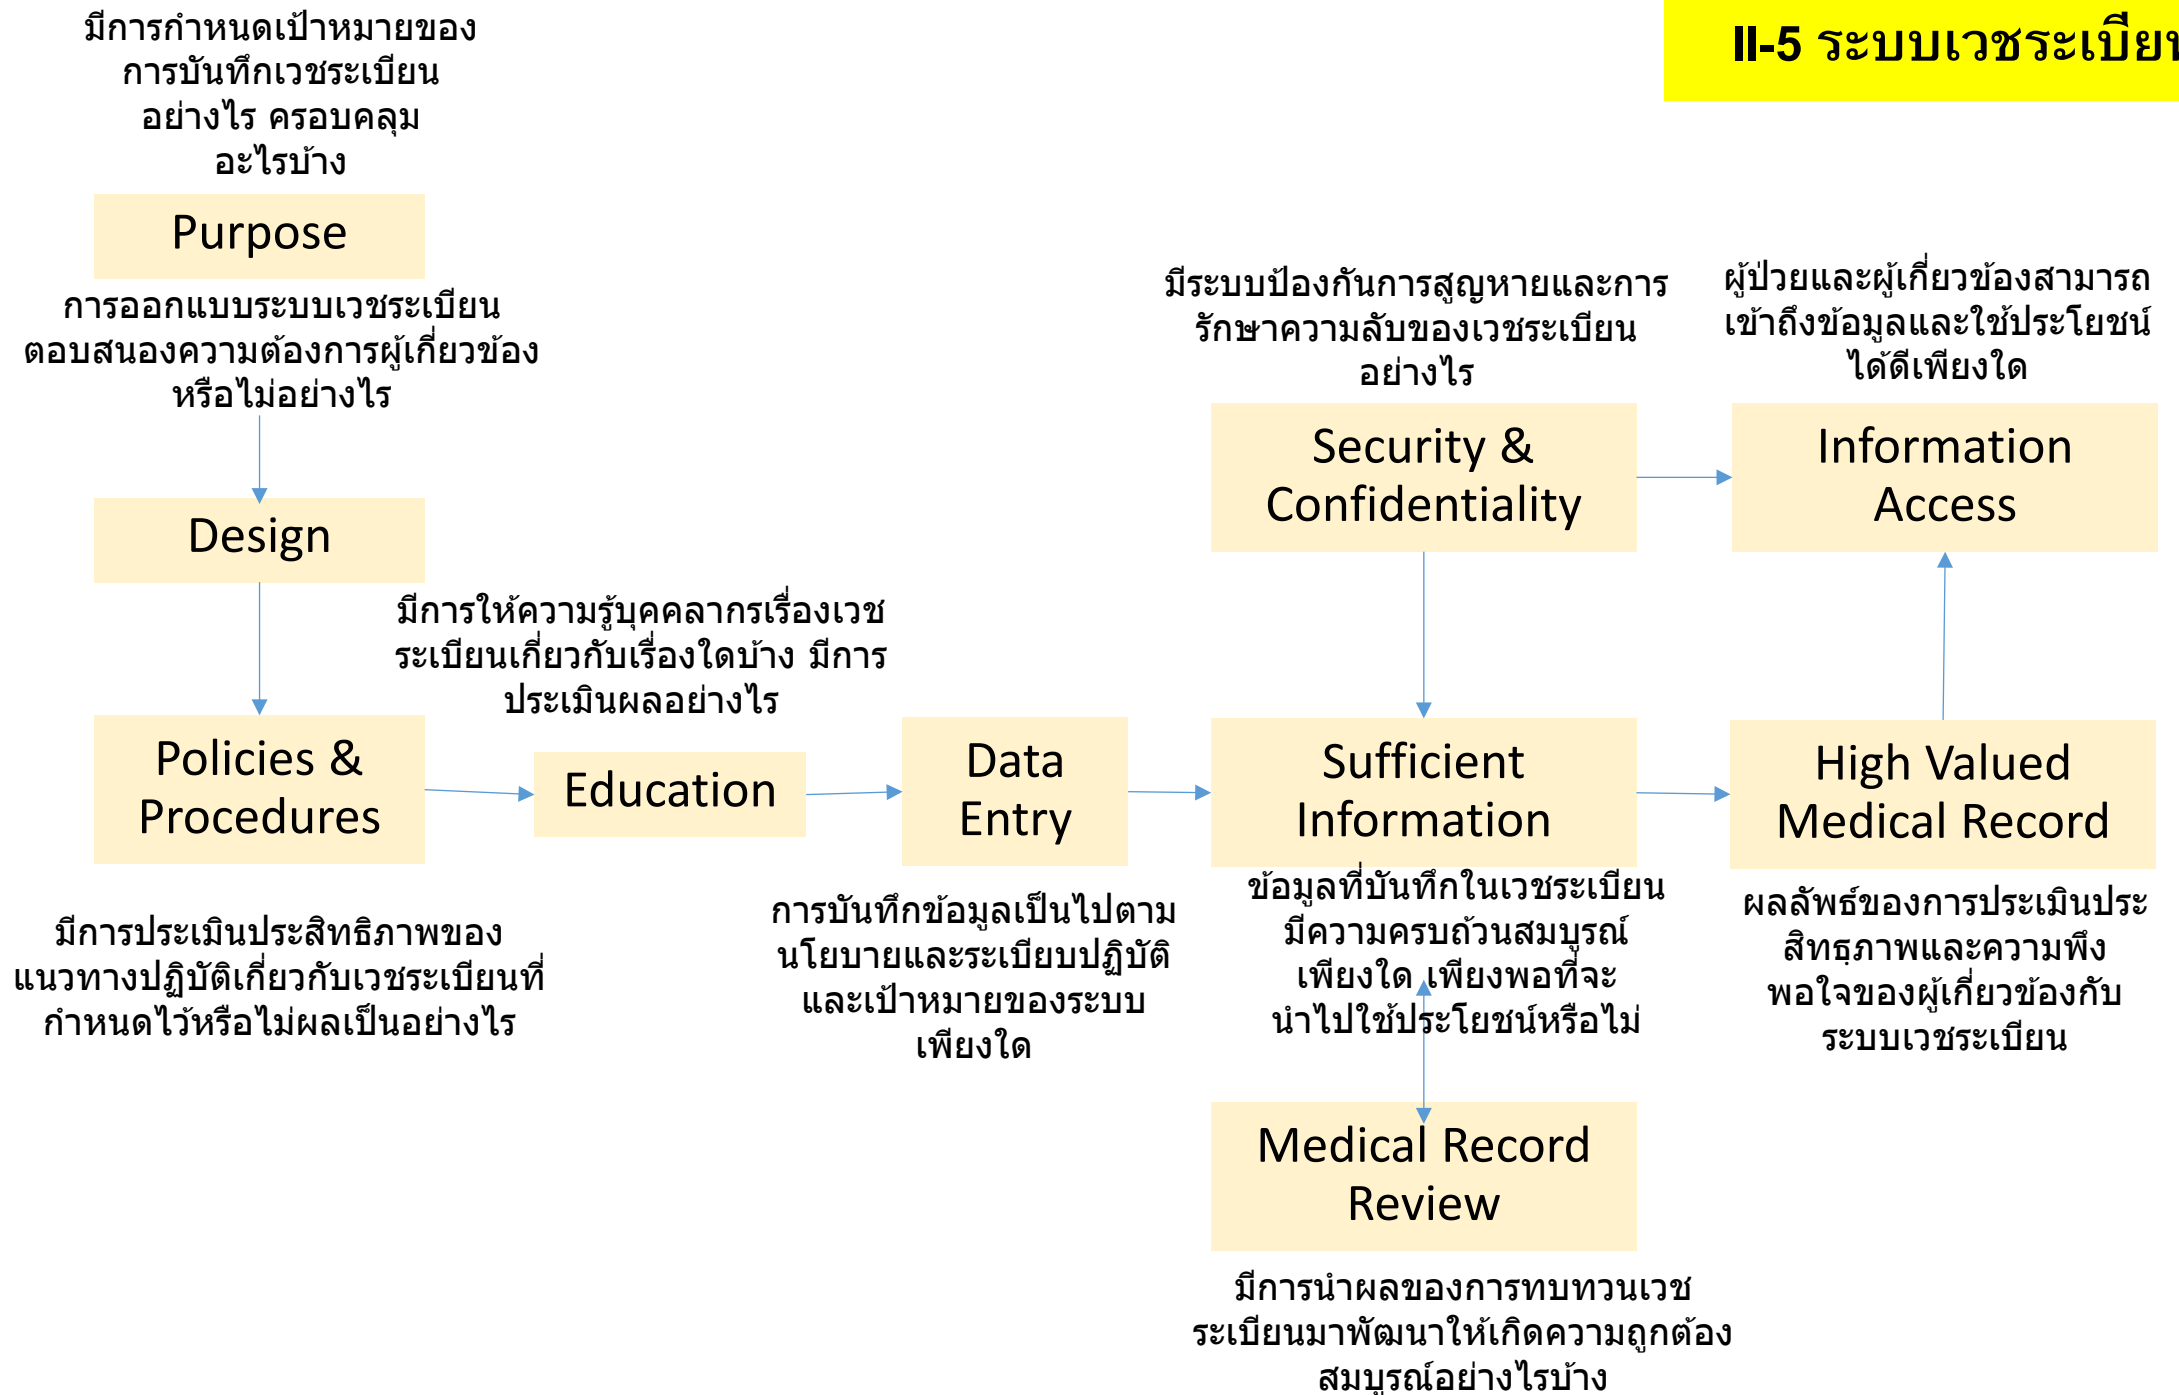 II-5 ระบบเวชระเบียน
มีการกำหนดเป้าหมายของ
การบันทึกเวชระเบียน
อย่างไร ครอบคลุม
อะไรบ้าง
Purpose
การออกแบบระบบเวชระเบียน
ตอบสนองความต้องการผู้เกี่ยวข้อง
หรือไม่อย่างไร
Design
Policies &
Procedures
มีการประเมินประสิทธิภาพของ
แนวทางปฏิบัติเกี่ยวกับเวชระเบียนที่
กำหนดไว้หรือไม่ผลเป็นอย่างไร
มีการให้ความรู้บุคคลากรเรื่องเวช
ระเบียนเกี่ยวกับเรื่องใดบ้าง มีการ
ประเมินผลอย่างไร
Education
Data
Entry
การบันทึกข้อมูลเป็นไปตาม
นโยบายและระเบียบปฏิบัติ
และเป้าหมายของระบบ
เพียงใด
มีระบบป้องกันการสูญหายและการ
รักษาความลับของเวชระเบียน
อย่างไร
Security &
Confidentiality
Sufficient
Information
ข้อมูลที่บันทึกในเวชระเบียน
มีความครบถ้วนสมบูรณ์
เพียงใด เพียงพอที่จะ
นำไปใช้ประโยชน์หรือไม่
Medical Record
Review
มีการนำผลของการทบทวนเวช
ระเบียนมาพัฒนาให้เกิดความถูกต้อง
สมบูรณ์อย่างไรบ้าง
ผู้ป่วยและผู้เกี่ยวข้องสามารถ
เข้าถึงข้อมูลและใช้ประโยชน์
ได้ดีเพียงใด
Information
Access
High Valued
Medical Record
ผลลัพธ์ของการประเมินประ
สิทธฺภาพและความพึง
พอใจของผู้เกี่ยวข้องกับ
ระบบเวชระเบียน